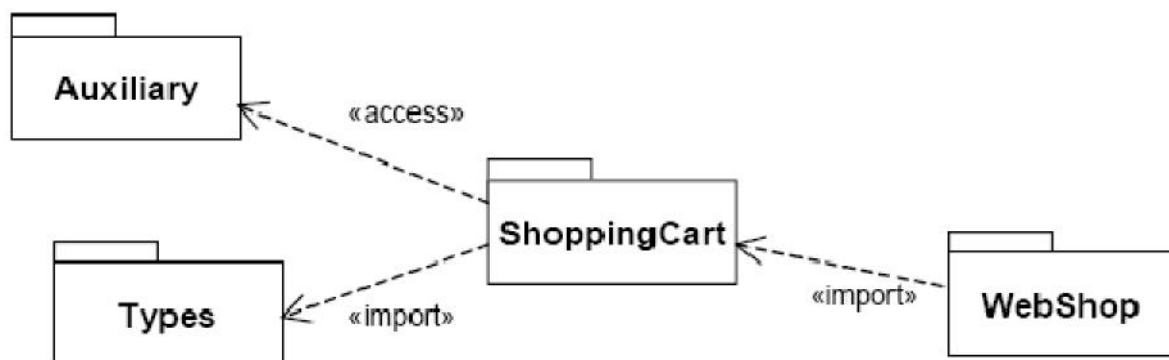 Auxiliary
«access»
ShoppingCart
Types
«import»
«import»
WebShop